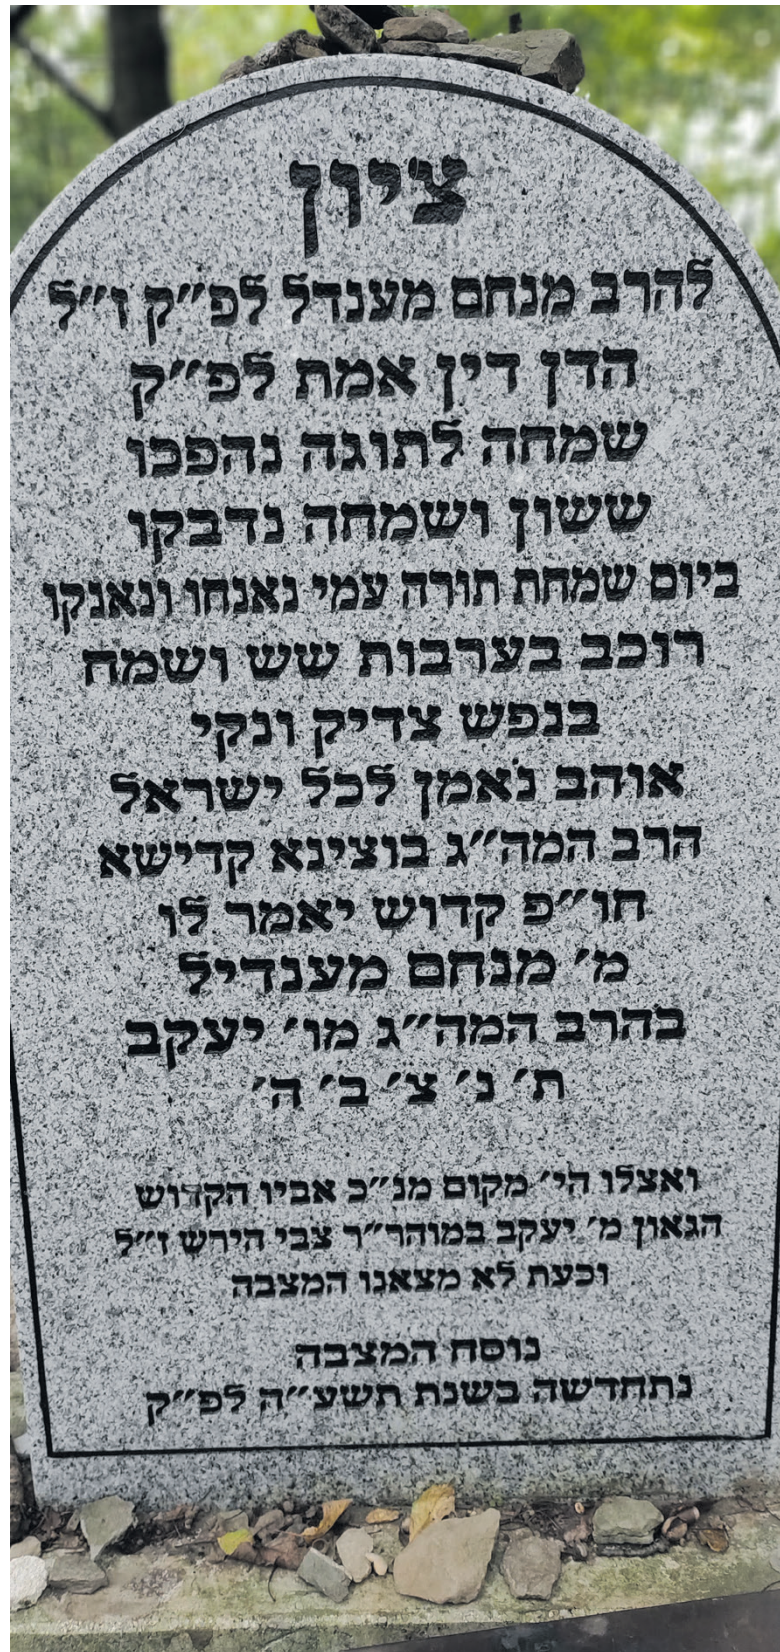 ציון
להרב מנחם מענדל לפ״ק ז״ל
הדן דין אמת לפ״ק
שמחה לתוגה נהפכו
ששון ושמחה נדבקו
ביום שמחת תורה עמי נאנחו ונאנקו
רוכב בערבות שש ושמח
בנפש צדיק ונקי
אוהב נאמן לכל ישראל
הרב המה״ג בוצינא קדישא
חו״פ קדוש יאמר לו
מ׳ מנחם מענדיל
בהרב המה״ג מו׳ יעקב
ת׳ נ׳ צ׳ ב׳ ה׳
ואצלו הי׳ מקום מנ״כ אביו הקדוש
הגאון מ׳ יעקב במוהר״ר צבי הירש ז״ל
וכעת לא מצאנו המצבה
נוסח המצבה
נתחדשה בשנת תשע״ה לפ״ק